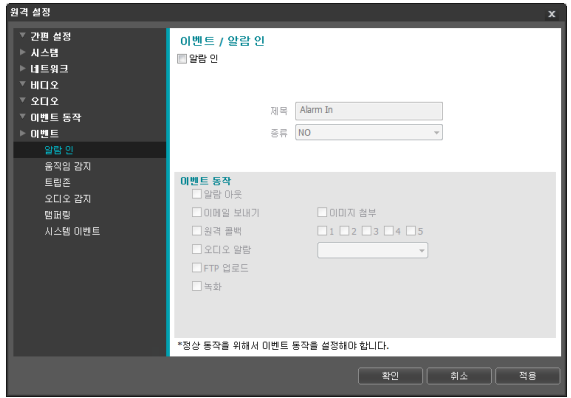 원격 설정
x
간편 설정
시스템
네트워크
비디오
오디오
이벤트 동작
이벤트
알람 인
움직임 감지
트립존
오디오 감지
탬퍼링
시스템 이벤트
이벤트 / 알람 인
알람 인
제목 Alarm In
종류 NO
이벤트 동작
알람 아웃
이메일 보내기 이미지 첨부
원격 콜백 1 2 3 4 5
오디오 알람
FTP 업로드
녹화
*정상 동작을 위해서 이벤트 동작을 설정해야 합니다.
확인 취소 적용